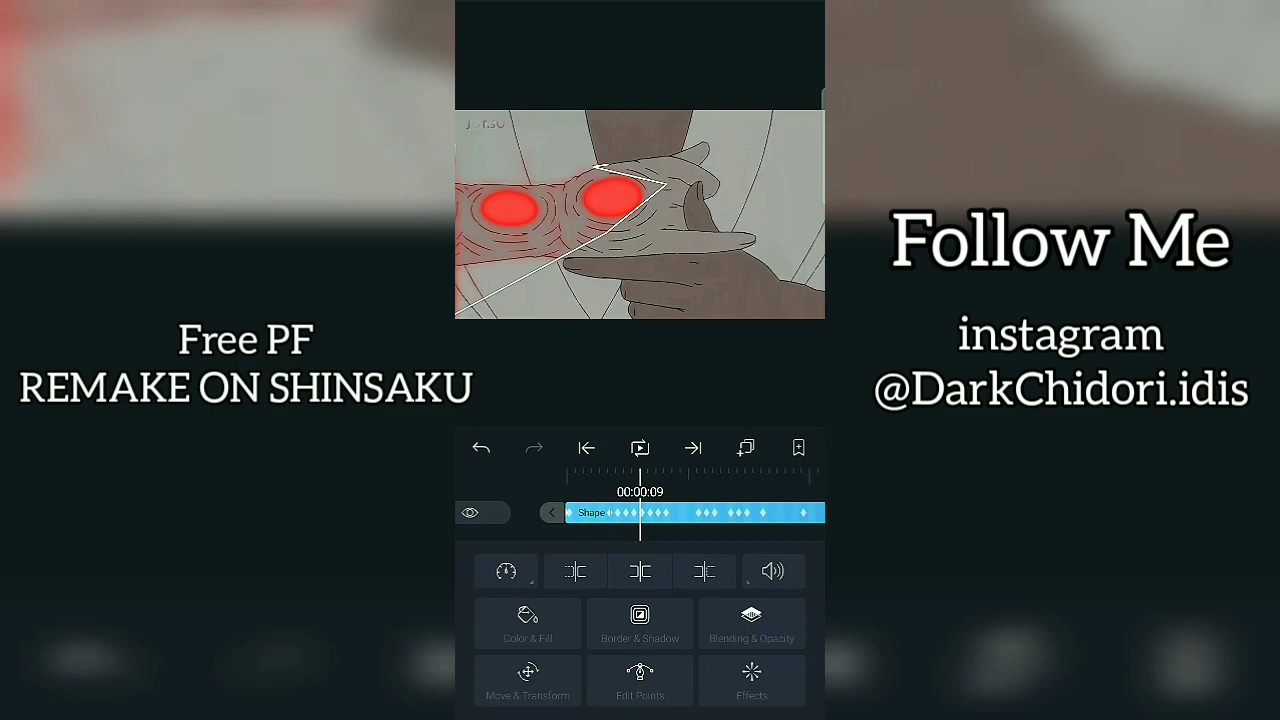 Free PF
REMAKE ON SHINSAKU
Follow Me
instagram
@DarkChidori.idis
00:00:09
Shape
Color & Fill
Border & Shadow
Blending & Opacity
Move & Transform
Edit Points
Effects